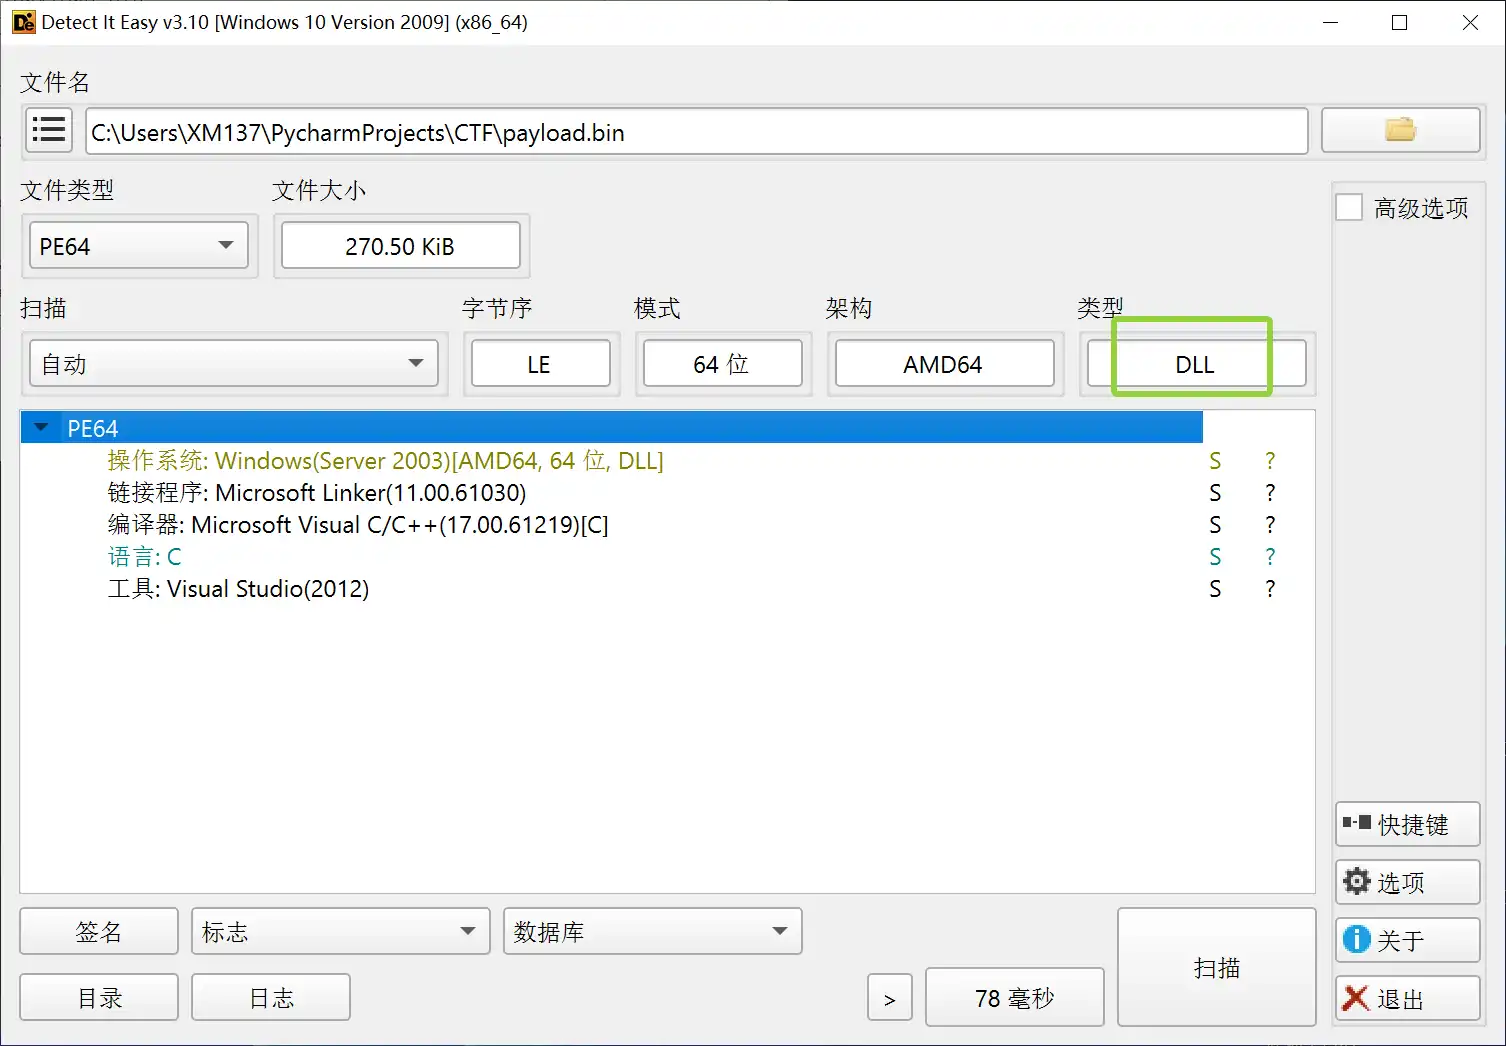 Detect It Easy v3.10 [Windows 10 Version 2009] (x86_64)
文件名
C:\Users\XM137\PycharmProjects\CTF\payload.bin
文件类型 文件大小
高级选项
PE64 270.50 KiB
扫描 字节序 模式 架构 类型
自动 LE 64 位 AMD64 DLL
PE64
操作系统: Windows(Server 2003)[AMD64, 64 位, DLL] S ?
链接程序: Microsoft Linker(11.00.61030) S ?
编译器: Microsoft Visual C/C++(17.00.61219)[C] S ?
语言: C S ?
工具: Visual Studio(2012) S ?
快捷键
选项
签名 标志 数据库
关于
扫描
目录 日志 > 78 毫秒
退出